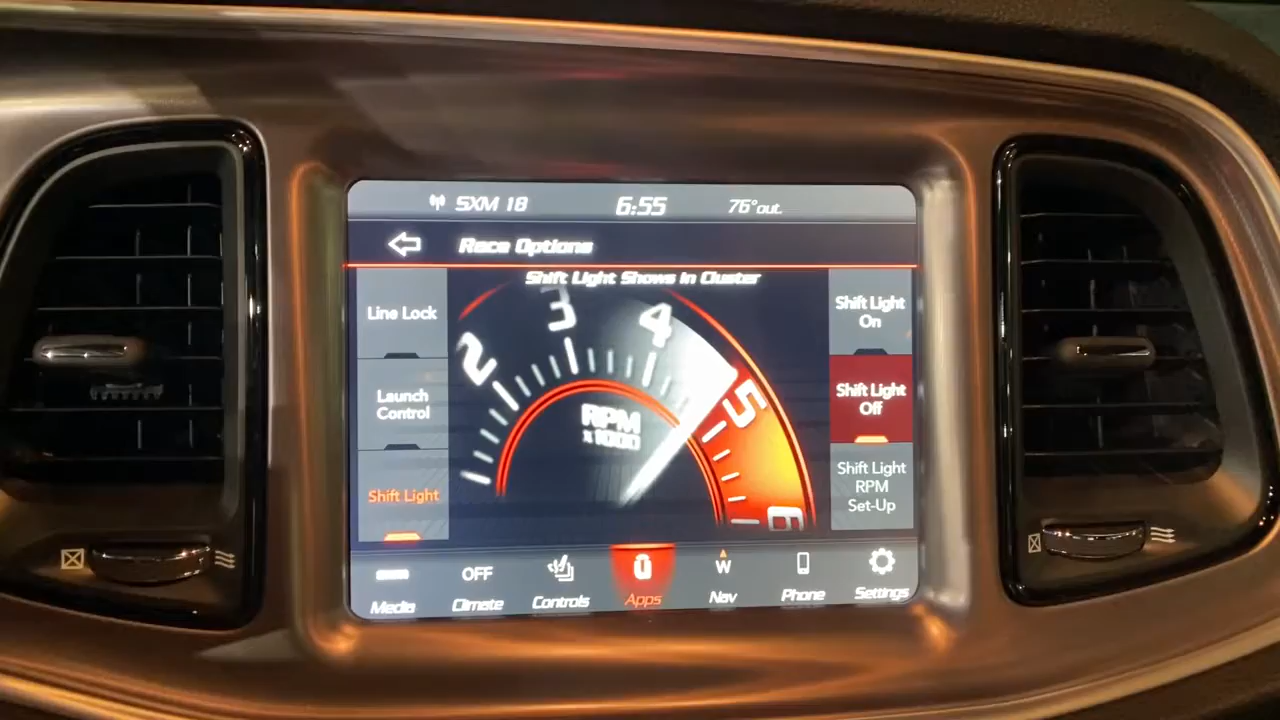 SXM 18 6:55 76°out.
Race Options
Shift Light Shows in Cluster
Line Lock
Launch
Control
Shift Light
2 3 4 5 6
RPM
x1000
Shift Light
On
Shift Light
Off
Shift Light
RPM
Set-Up
OFF W
Media Climate Controls Apps Nav Phone Settings